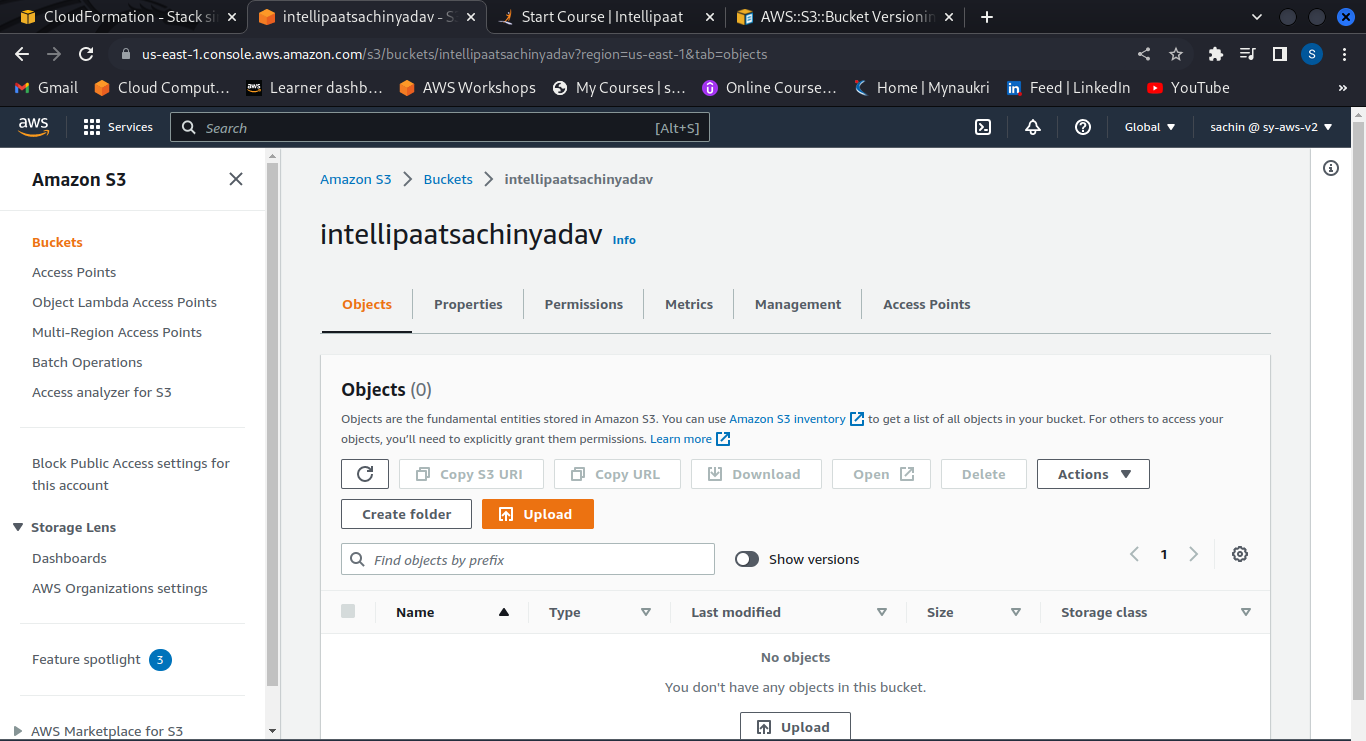 CloudFormation - Stack si
intellipaatsachinyadav - S3
Start Course | Intellipaat
AWS::S3::Bucket Versionin
us-east-1.console.aws.amazon.com/s3/buckets/intellipaatsachinyadav?region=us-east-1&tab=objects
S
Gmail
Cloud Comput…
Learner dashb…
AWS Workshops
My Courses | s…
Online Course…
Home | Mynaukri
Feed | LinkedIn
YouTube
»
aws
Services
Search
[Alt+S]
Global
sachin @ sy-aws-v2
Amazon S3
Buckets
Access Points
Object Lambda Access Points
Multi-Region Access Points
Batch Operations
Access analyzer for S3
Block Public Access settings for
this account
Storage Lens
Dashboards
AWS Organizations settings
Feature spotlight 3
AWS Marketplace for S3
Amazon S3 > Buckets > intellipaatsachinyadav
intellipaatsachinyadav Info
Objects
Properties
Permissions
Metrics
Management
Access Points
Objects (0)
Objects are the fundamental entities stored in Amazon S3. You can use Amazon S3 inventory to get a list of all objects in your bucket. For others to access your
objects, you'll need to explicitly grant them permissions. Learn more
Copy S3 URI
Copy URL
Download
Open
Delete
Actions
Create folder
Upload
Find objects by prefix
Show versions
1
Name
Type
Last modified
Size
Storage class
No objects
You don't have any objects in this bucket.
Upload